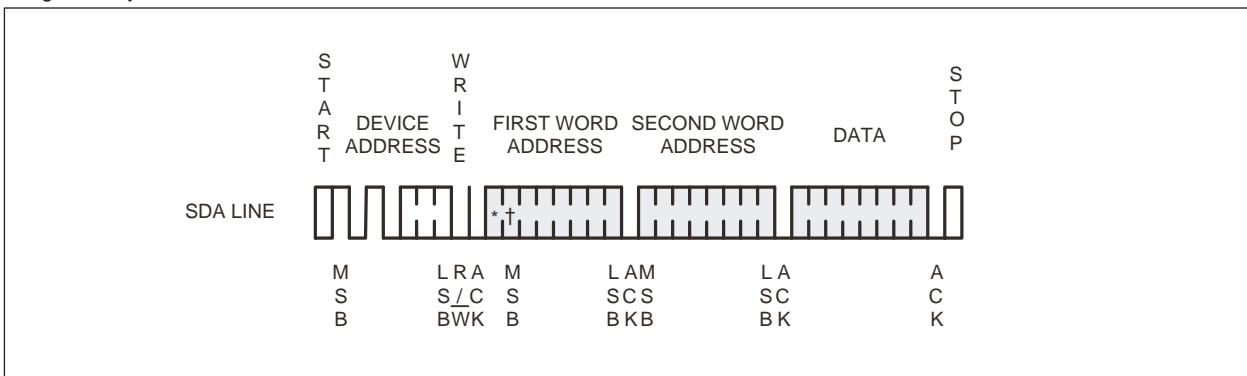 START
DEVICE
ADDRESS
WRITE
FIRST WORD
ADDRESS
SECOND WORD
ADDRESS
DATA
STOP
SDA LINE
* †
MSB
LSB
R/W
ACK
MSB
LSB
ACK
MSB
LSB
ACK
ACK